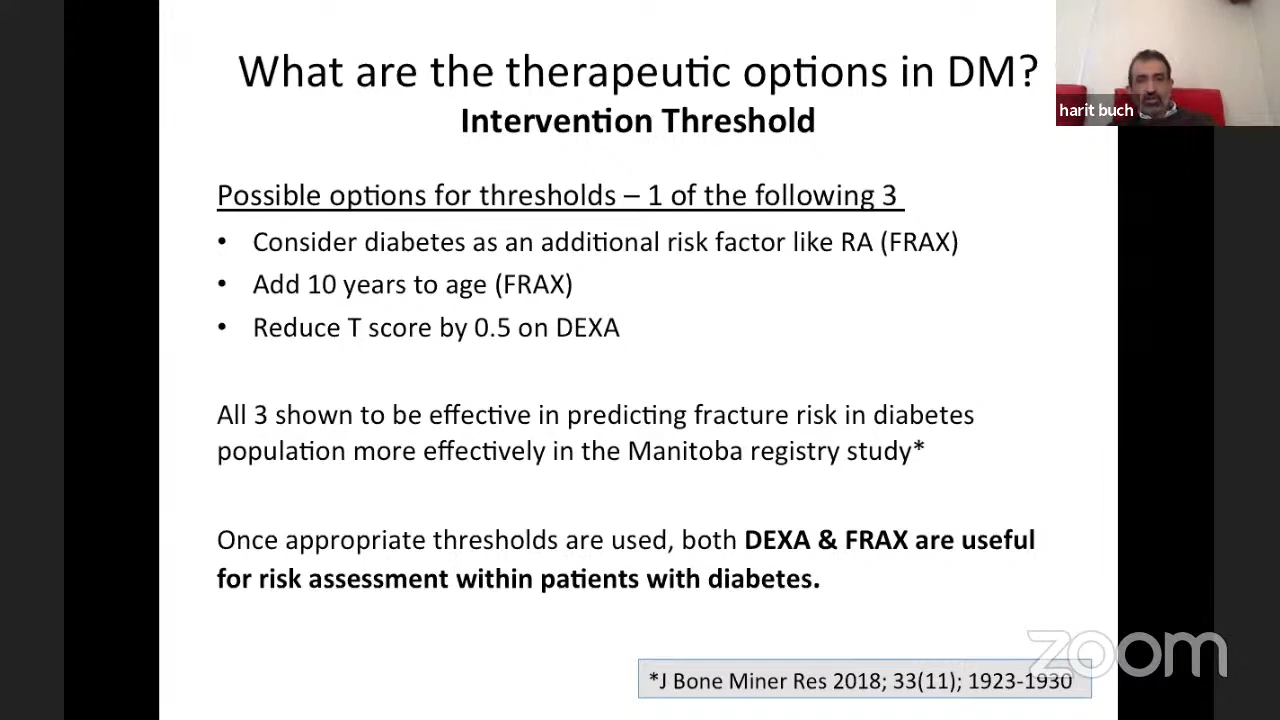 What are the therapeutic options in DM?
Intervention Threshold
harit buch
Possible options for thresholds – 1 of the following 3
• Consider diabetes as an additional risk factor like RA (FRAX)
• Add 10 years to age (FRAX)
• Reduce T score by 0.5 on DEXA
All 3 shown to be effective in predicting fracture risk in diabetes
population more effectively in the Manitoba registry study*
Once appropriate thresholds are used, both DEXA & FRAX are useful
for risk assessment within patients with diabetes.
zoom
*J Bone Miner Res 2018; 33(11); 1923-1930